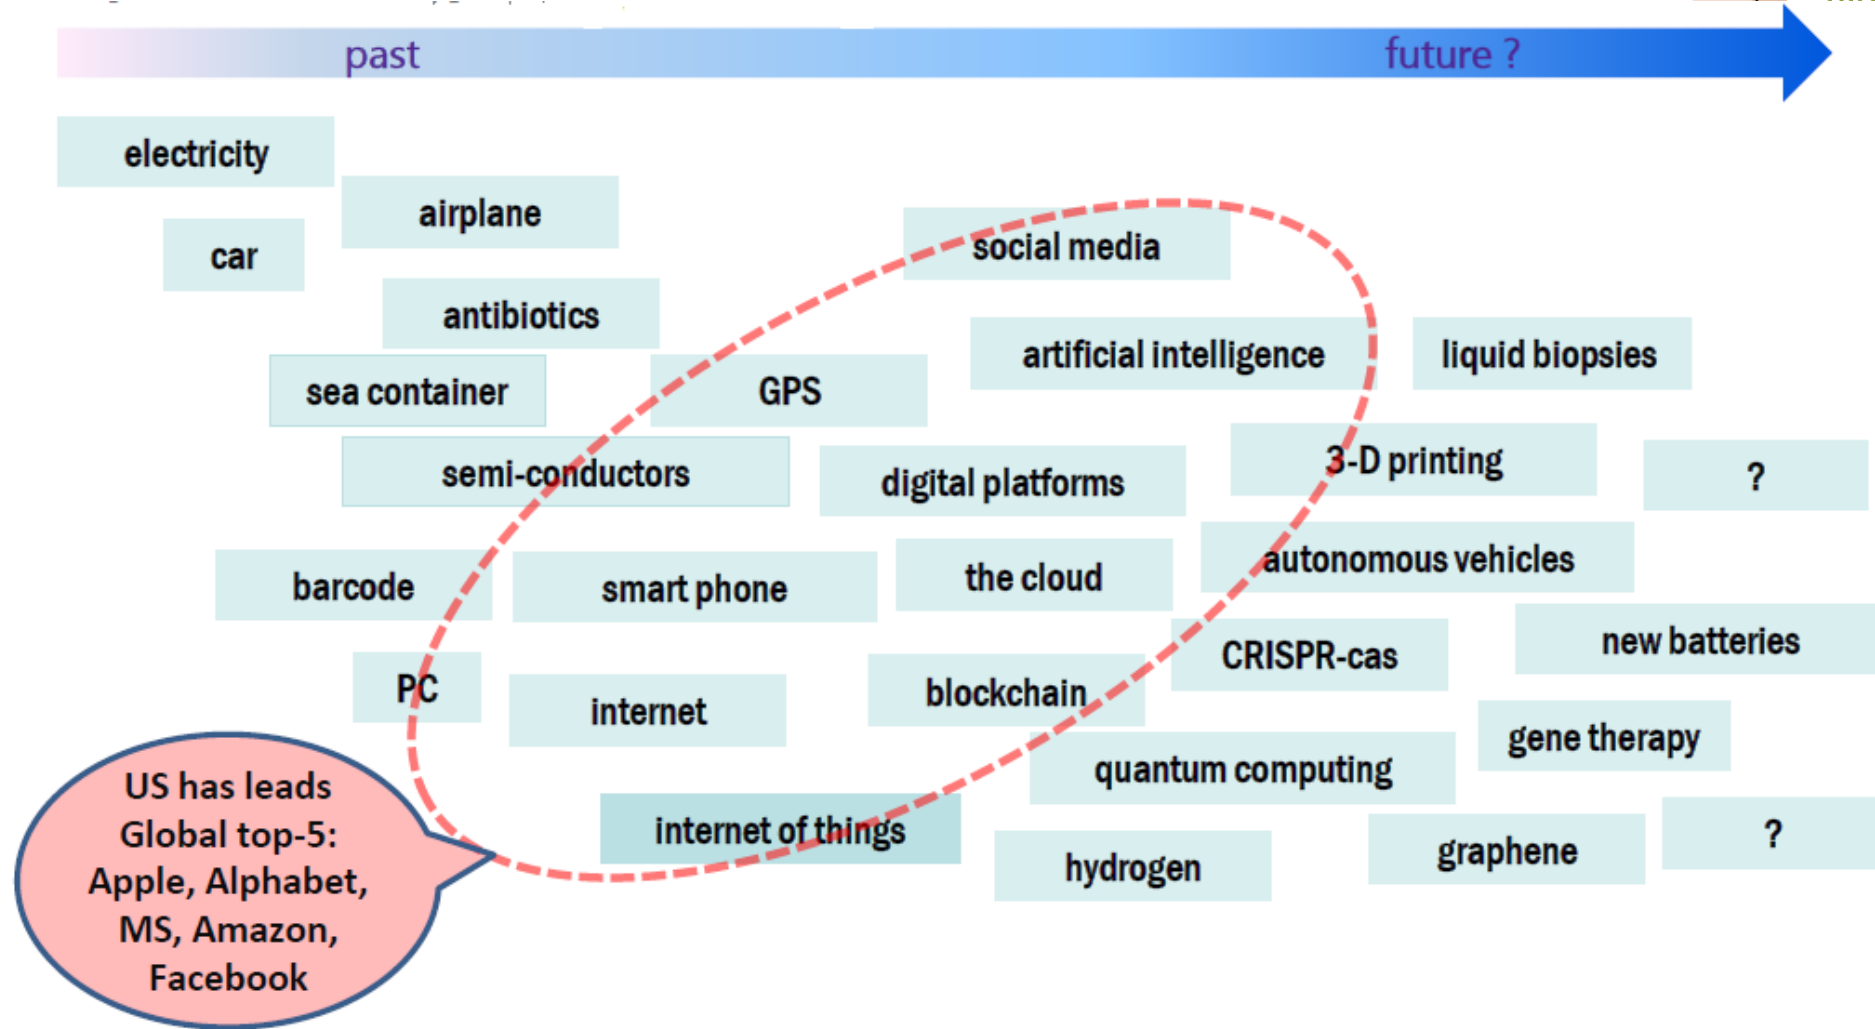 past
future ?
electricity
airplane
car
social media
antibiotics
artificial intelligence
liquid biopsies
sea container
GPS
3-D printing
semi-conductors
digital platforms
?
autonomous vehicles
the cloud
barcode
smart phone
new batteries
CRISPR-cas
PC
blockchain
internet
gene therapy
quantum computing
internet of things
?
graphene
hydrogen
US has leads
Global top-5:
Apple, Alphabet,
MS, Amazon,
Facebook